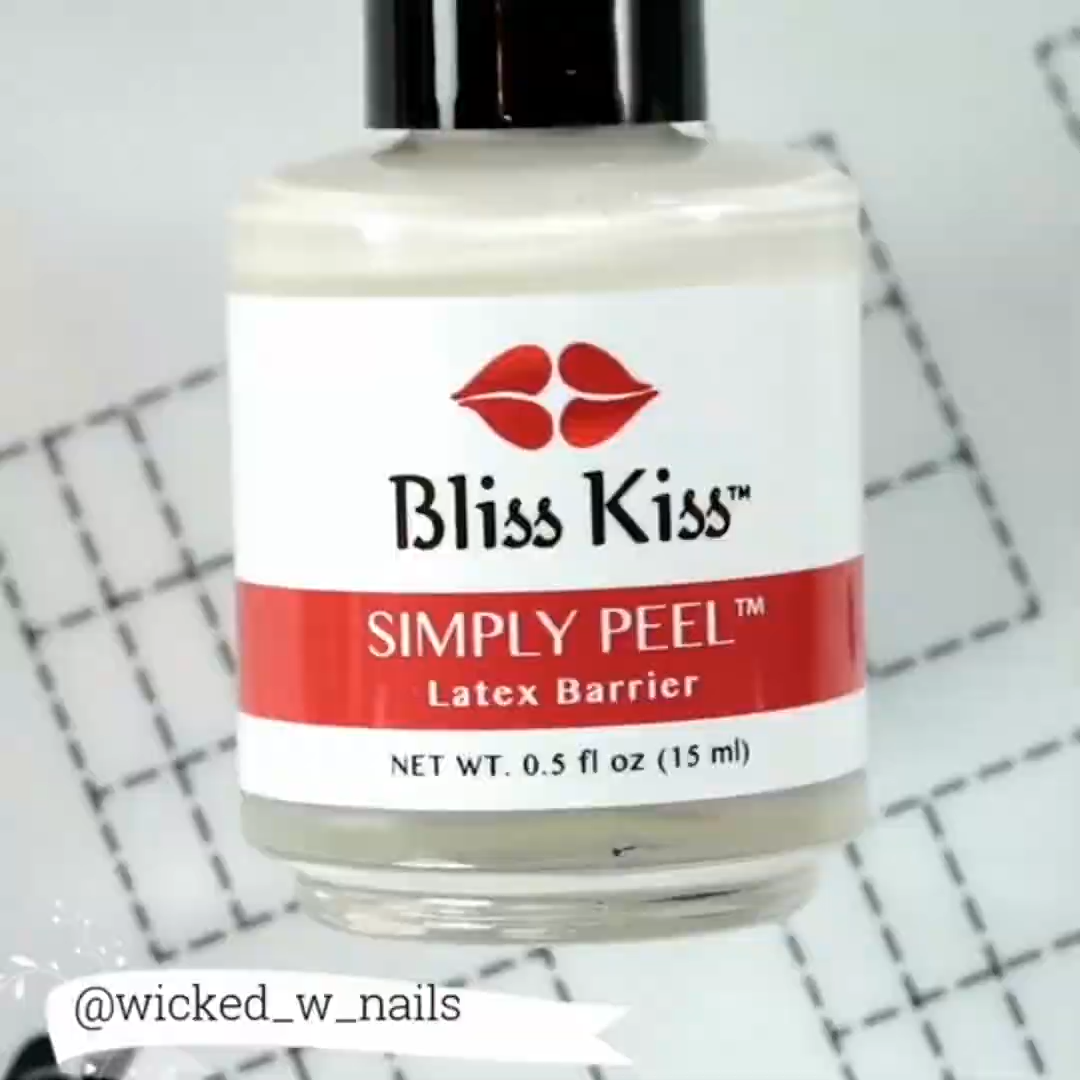 Bliss Kiss™
SIMPLY PEEL™
Latex Barrier
NET WT. 0.5 fl oz (15 ml)
@wicked_w_nails